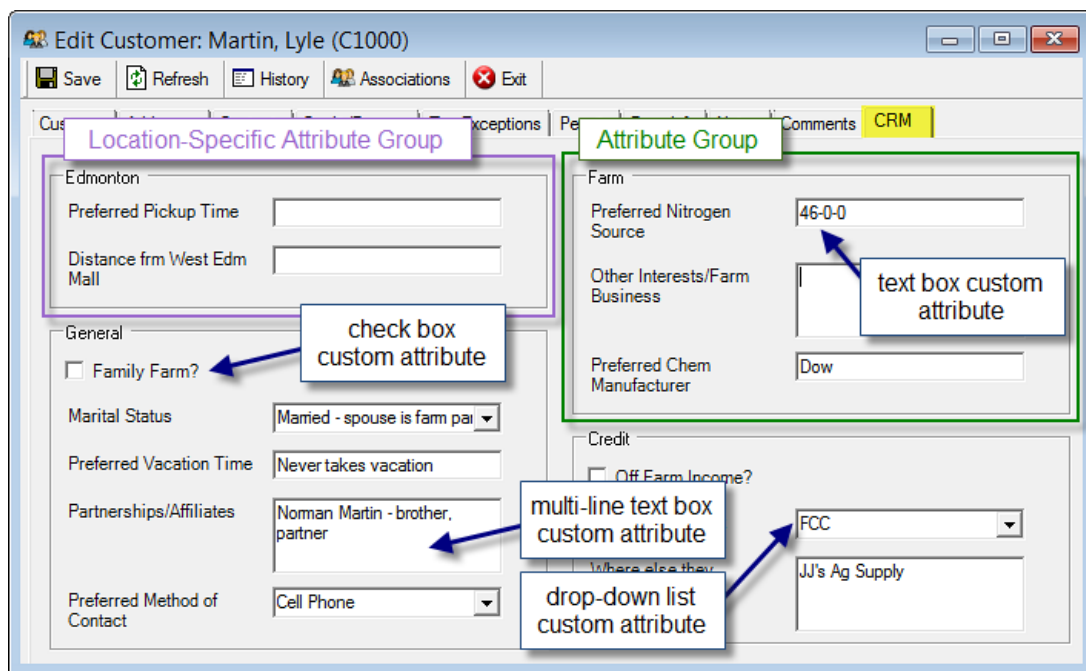 Edit Customer: Martin, Lyle (C1000)
Save Refresh History Associations Exit
Exceptions Comments CRM
Location-Specific Attribute Group
Attribute Group
Edmonton
Preferred Pickup Time
Distance frm West Edm
Mall
General
check box
custom attribute
Family Farm?
Marital Status
Married - spouse is farm
Preferred Vacation Time
Never takes vacation
Partnerships/Affiliates
Norman Martin - brother,
partner
multi-line text box
custom attribute
Preferred Method of
Contact
Cell Phone
Farm
Preferred Nitrogen
Source
46-0-0
Other Interests/Farm
Business
text box custom
attribute
Preferred Chem
Manufacturer
Dow
Credit
Off Farm Income?
FCC
Where else they
JJ's Ag Supply
drop-down list
custom attribute